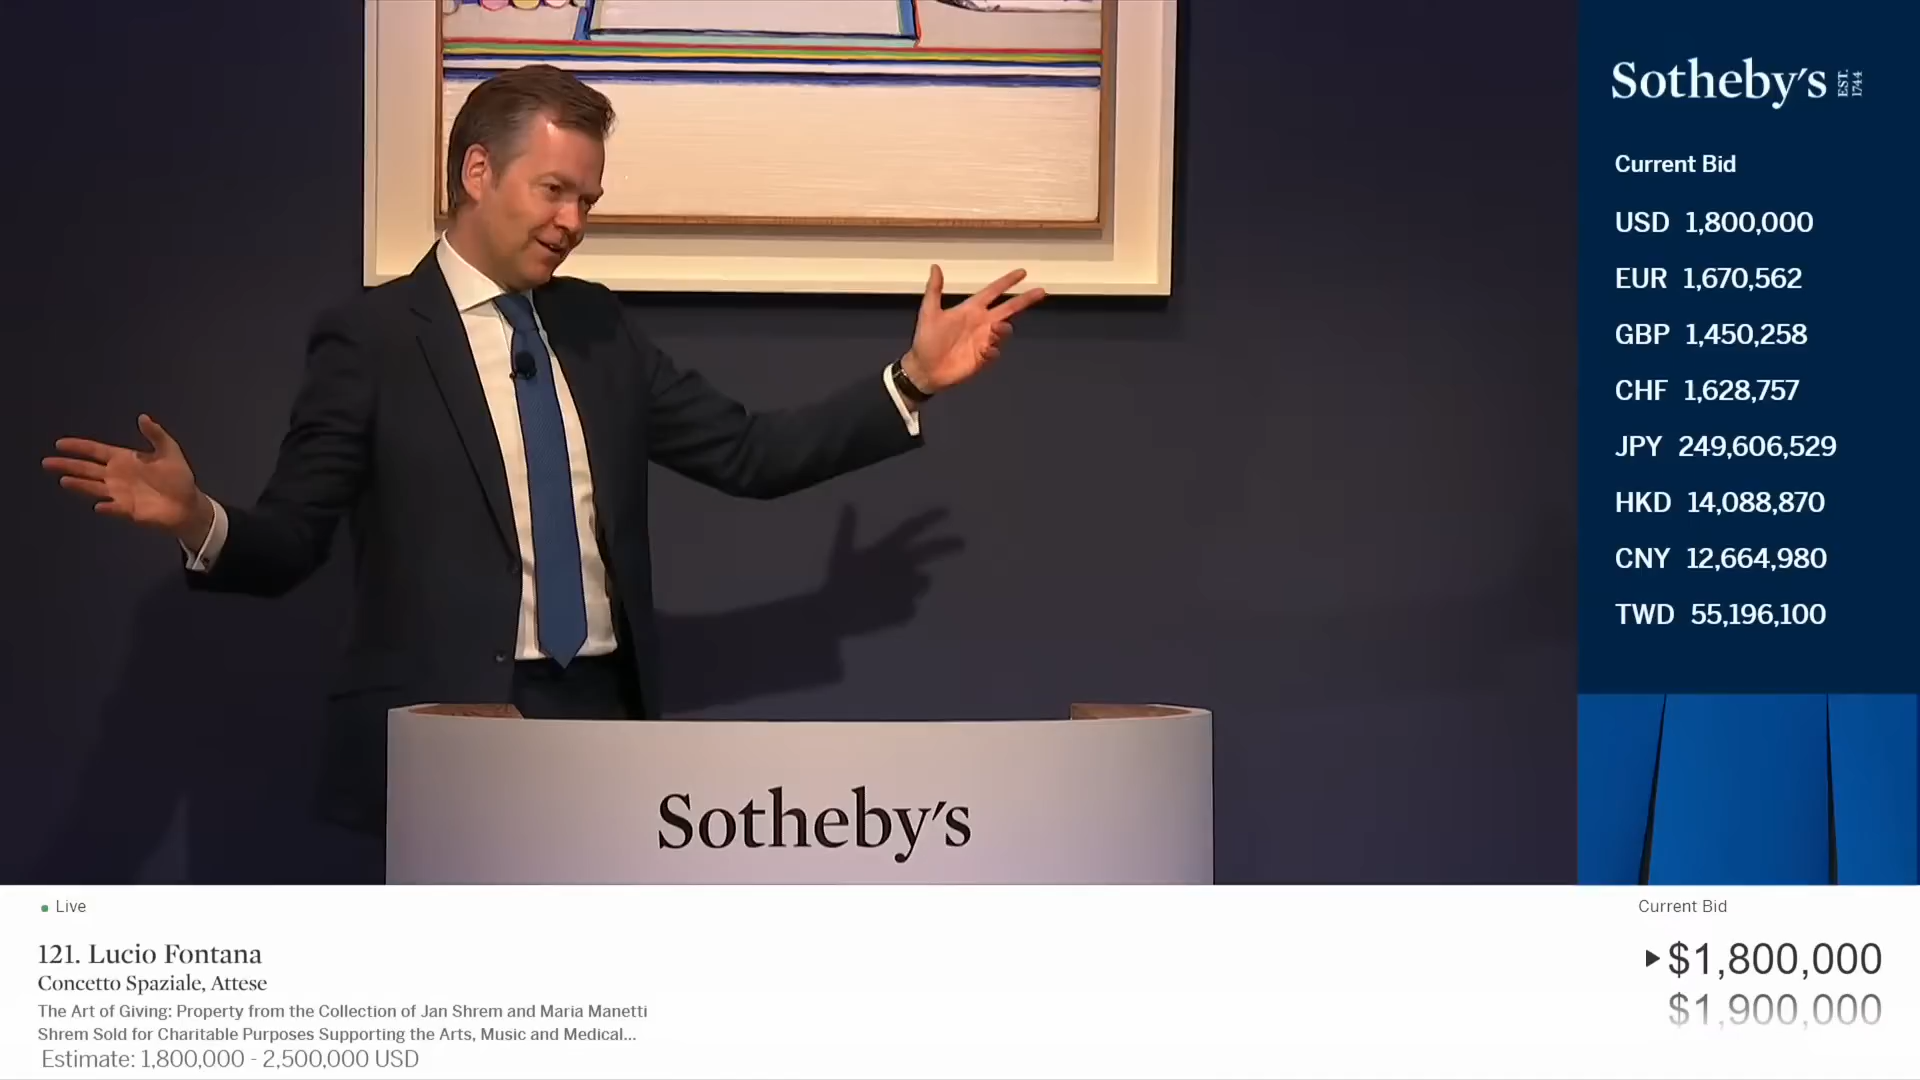 Sotheby's EST. 1744
Current Bid
USD 1,800,000
EUR 1,670,562
GBP 1,450,258
CHF 1,628,757
JPY 249,606,529
HKD 14,088,870
CNY 12,664,980
TWD 55,196,100
Sotheby's
Live
121. Lucio Fontana
Concetto Spaziale, Attese
The Art of Giving: Property from the Collection of Jan Shrem and Maria Manetti
Shrem Sold for Charitable Purposes Supporting the Arts, Music and Medical...
Estimate: 1,800,000 - 2,500,000 USD
Current Bid
$1,800,000
$1,900,000